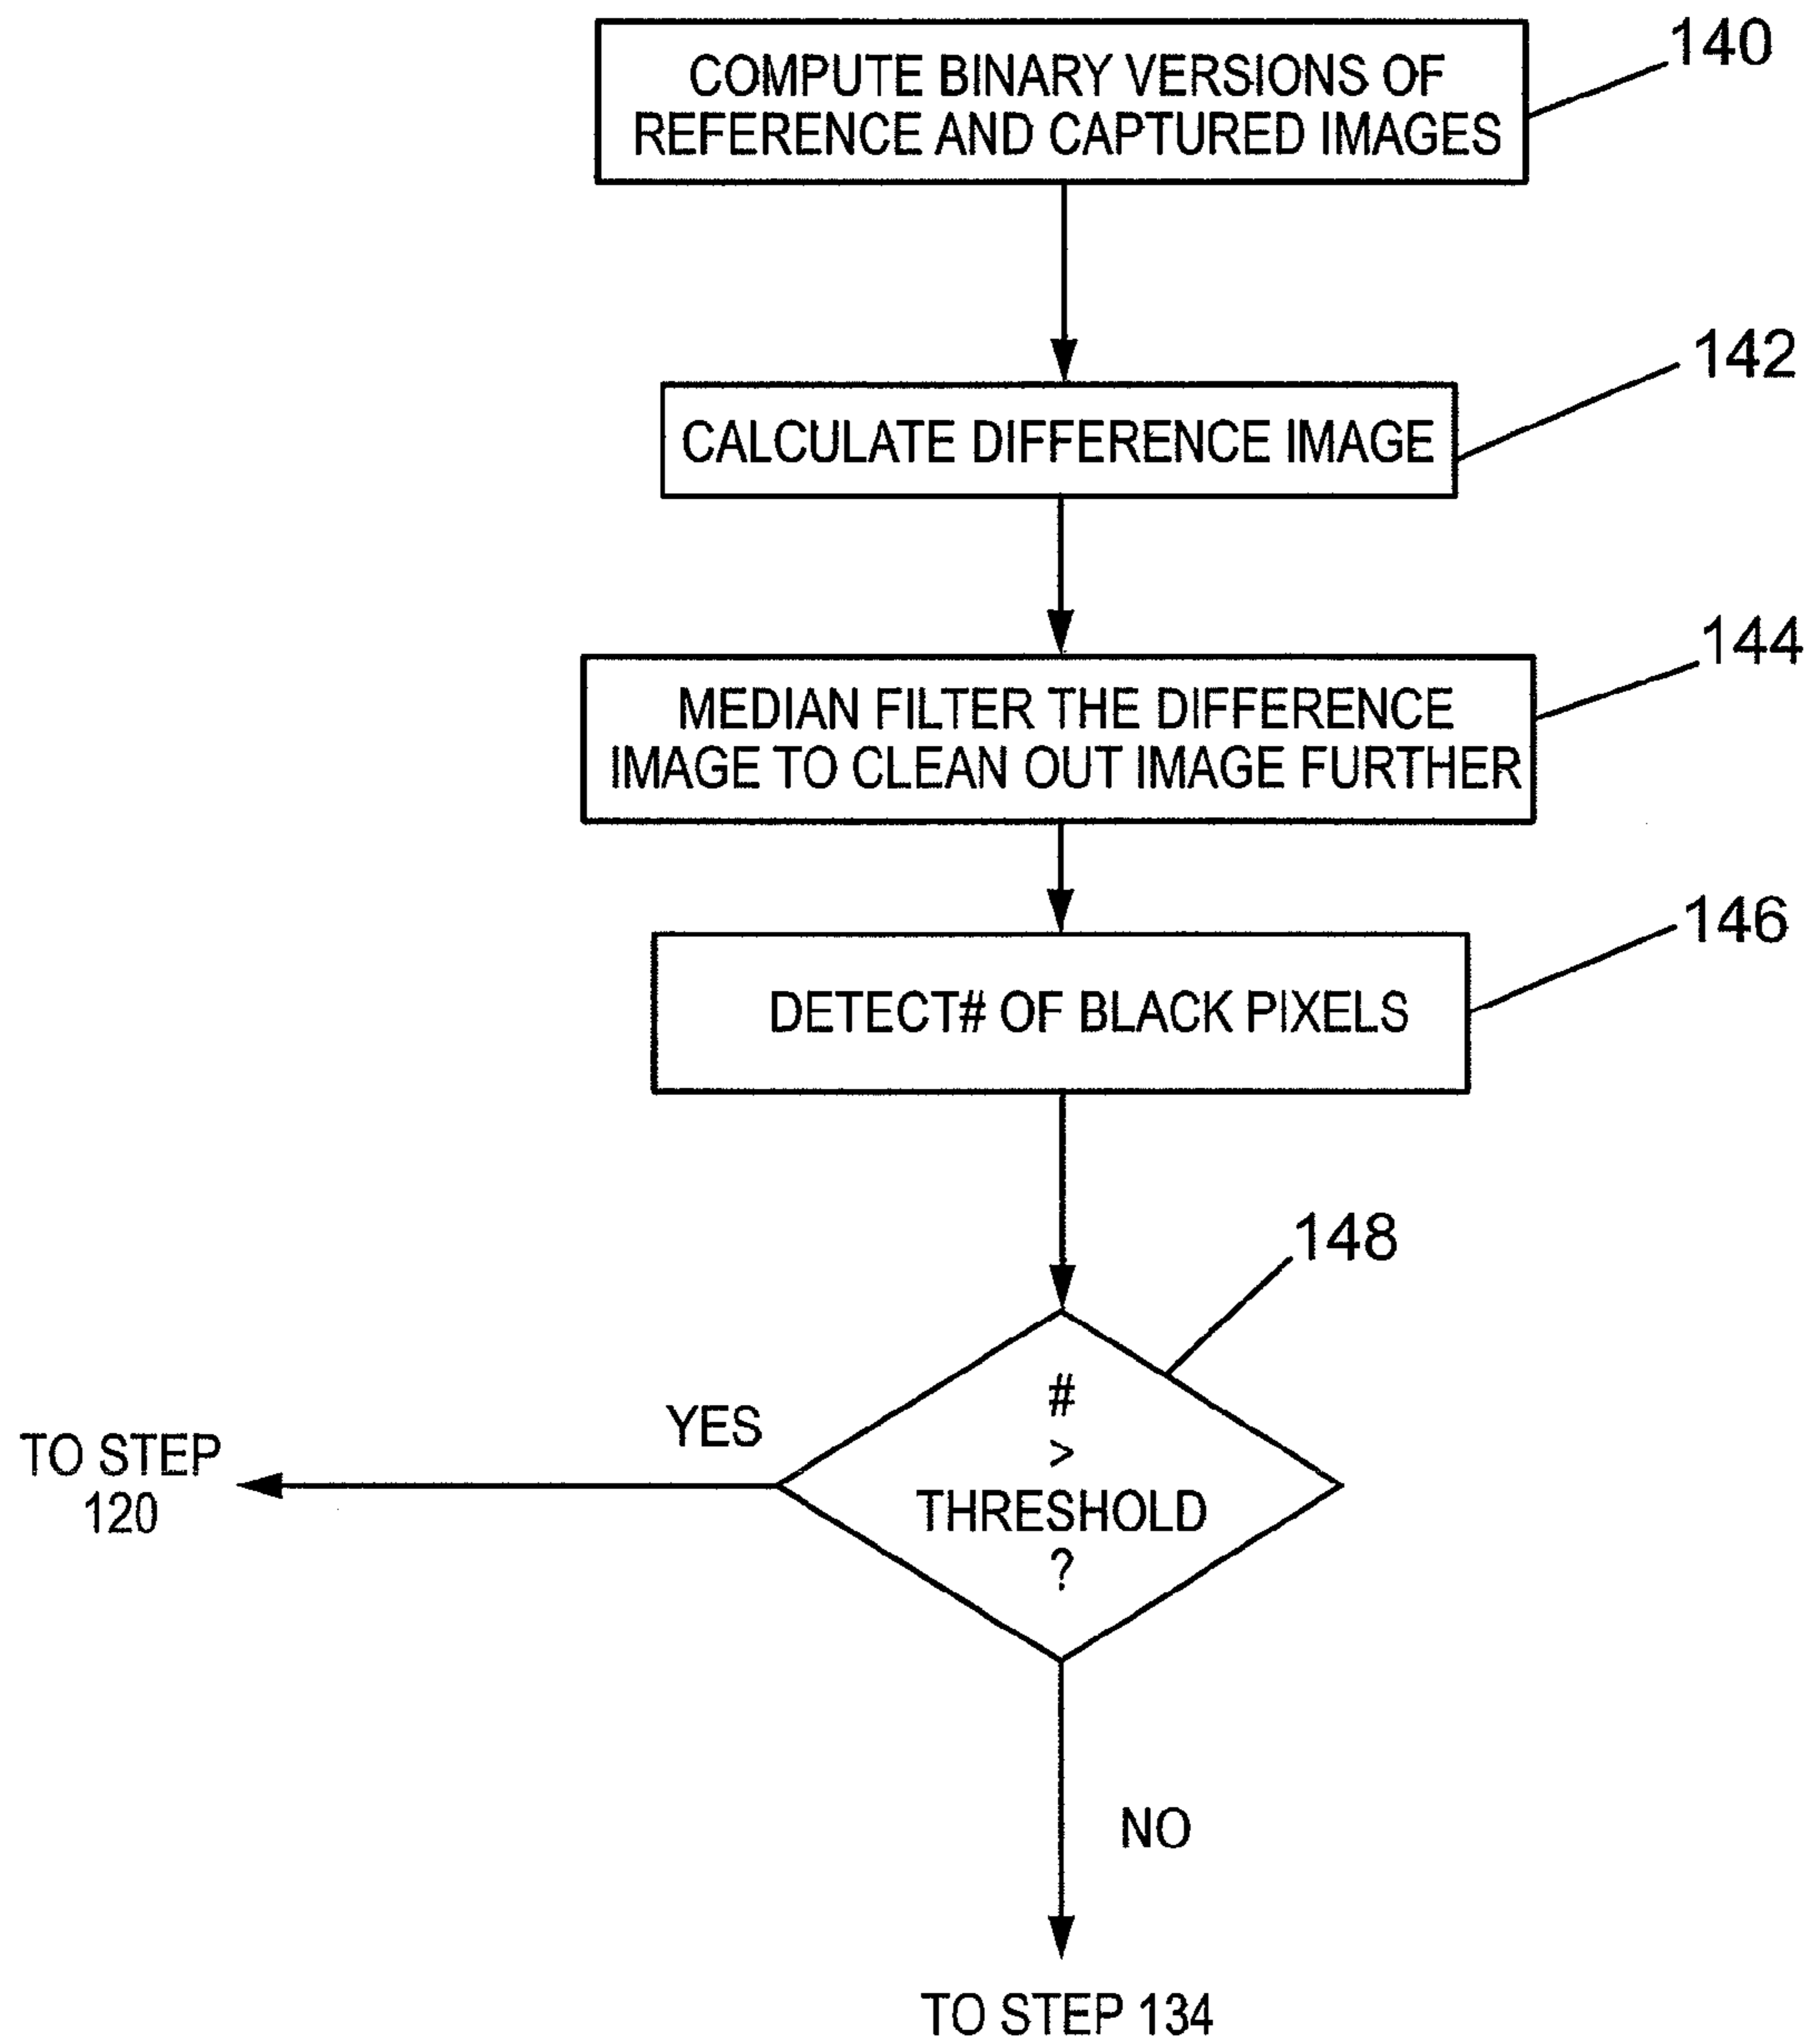 140
COMPUTE BINARY VERSIONS OF
REFERENCE AND CAPTURED IMAGES
142
CALCULATE DIFFERENCE IMAGE
144
MEDIAN FILTER THE DIFFERENCE
IMAGE TO CLEAN OUT IMAGE FURTHER
146
DETECT# OF BLACK PIXELS
148
#
>
THRESHOLD
?
YES
TO STEP
120
NO
TO STEP 134